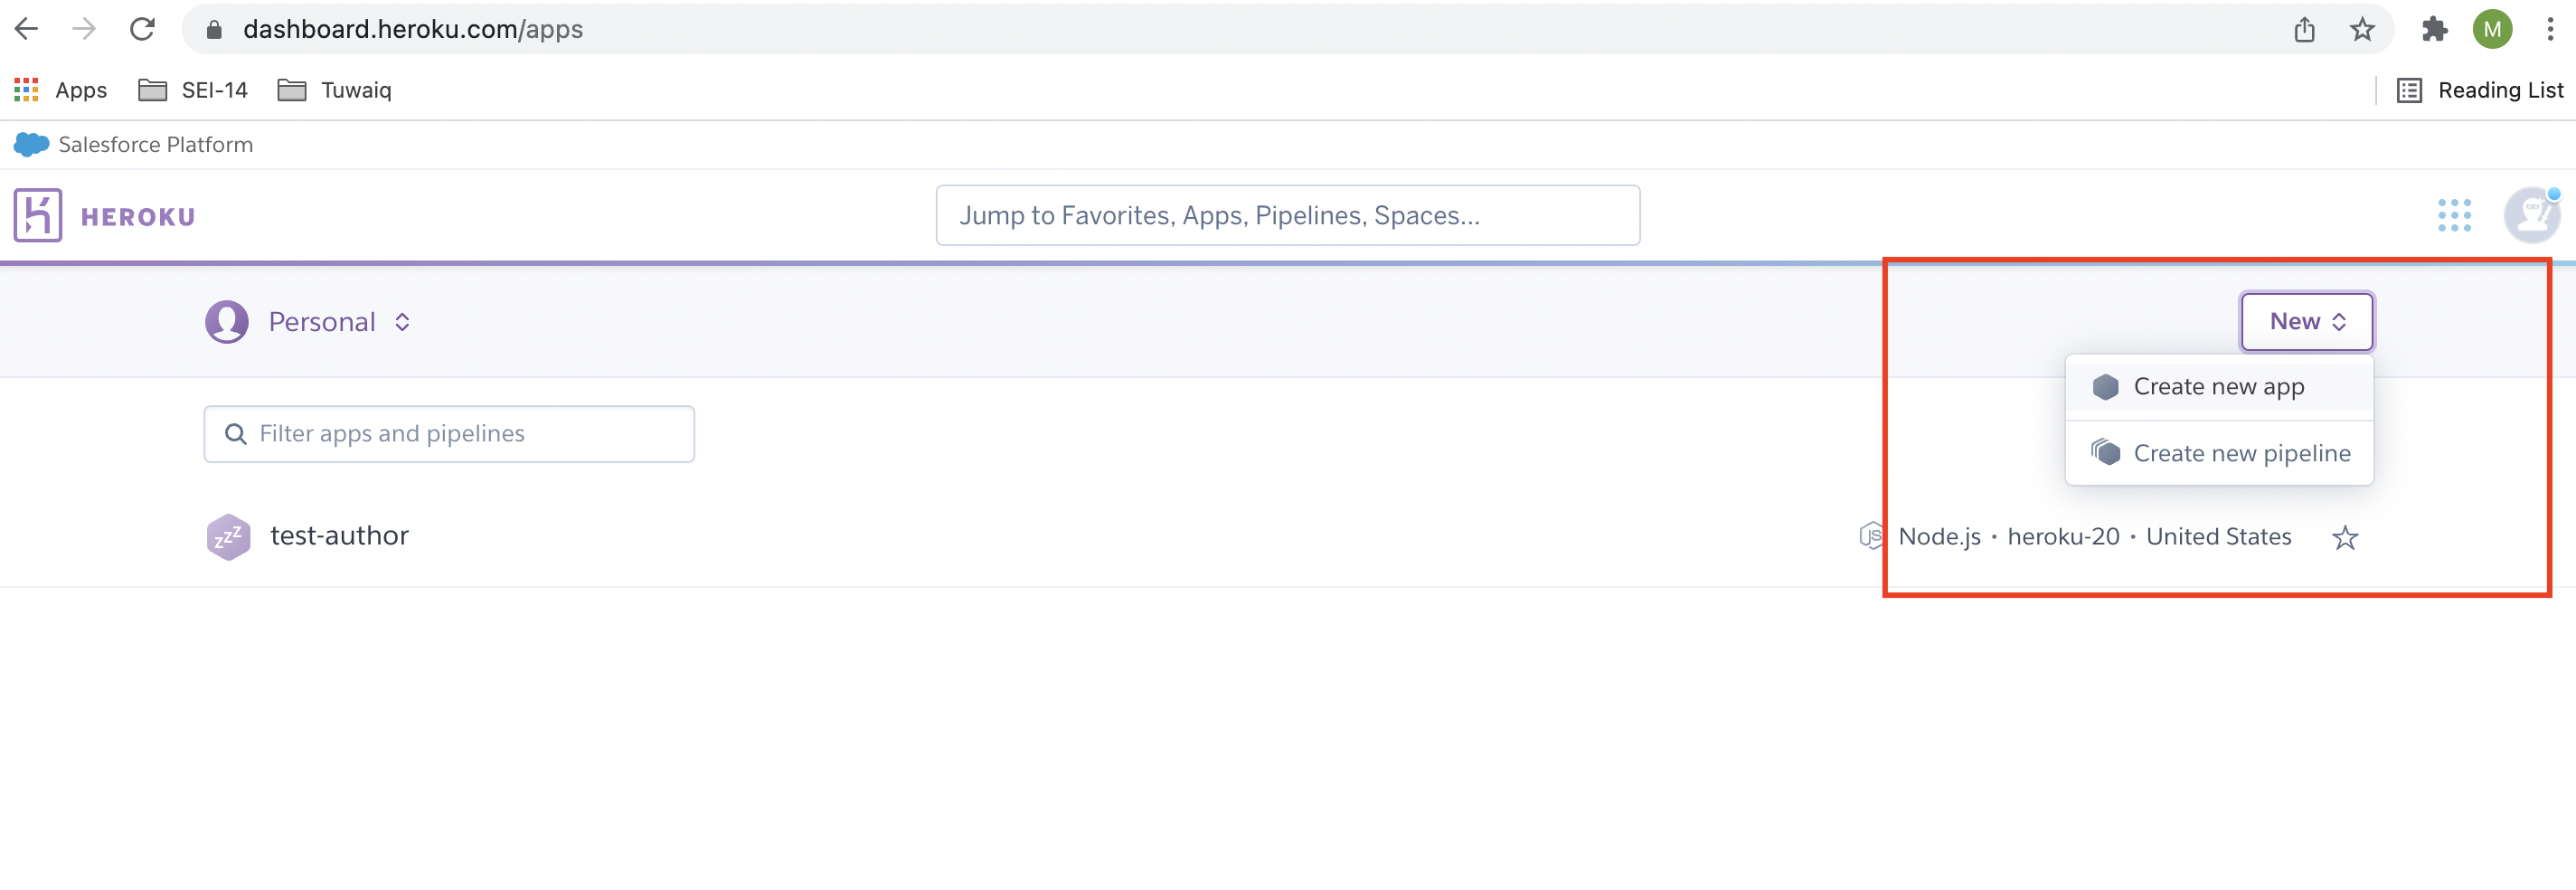 dashboard.heroku.com/apps
M
Apps SEI-14 Tuwaiq Reading List
Salesforce Platform
HEROKU Jump to Favorites, Apps, Pipelines, Spaces...
Personal New
Create new app
Filter apps and pipelines
Create new pipeline
zzz test-author JS Node.js • heroku-20 • United States